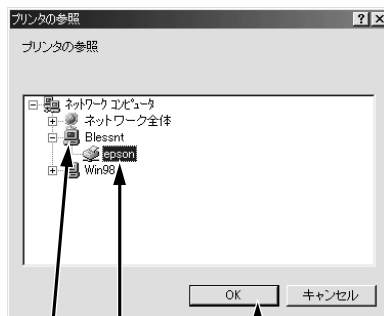 プリンタの参照
プリンタの参照
ネットワーク コンピュータ
ネットワーク全体
Blessnt
epson
Win98
OK
キャンセル